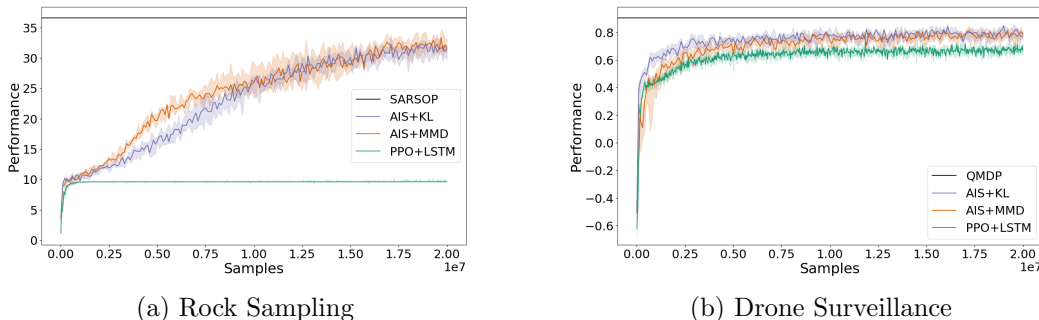 35
30
25
20
15
10
5
0
Performance
SARSOP
AIS+KL
AIS+MMD
PPO+LSTM
0.00 0.25 0.50 0.75 1.00 1.25 1.50 1.75 2.00
1e7
Samples
(a) Rock Sampling
0.8
0.6
0.4
0.2
0.0
−0.2
−0.4
−0.6
Performance
QMDP
AIS+KL
AIS+MMD
PPO+LSTM
0.00 0.25 0.50 0.75 1.00 1.25 1.50 1.75 2.00
1e7
Samples
(b) Drone Surveillance